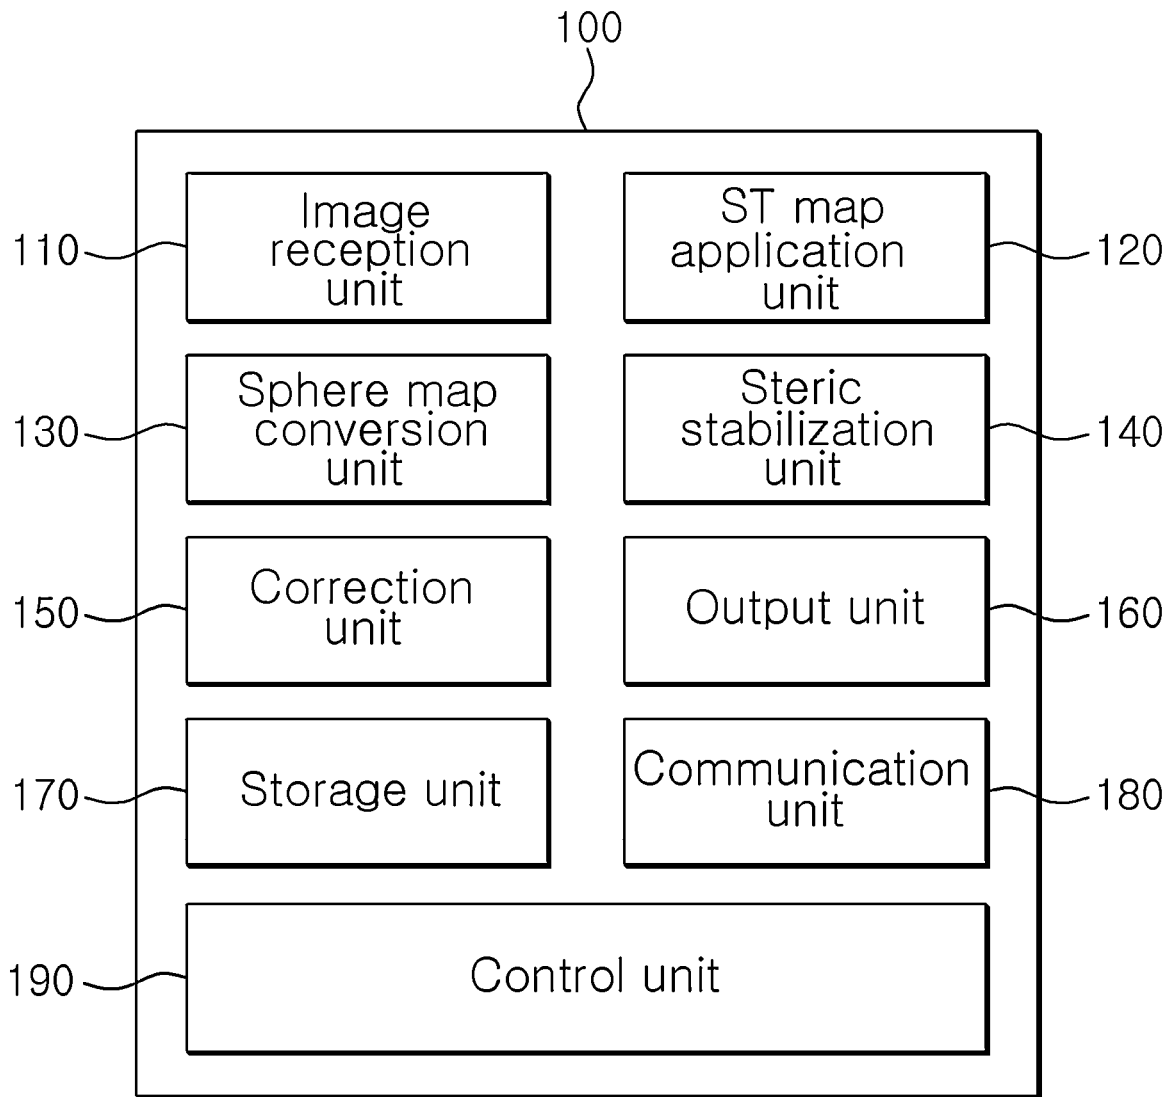 100
110
Image
reception
unit
ST map
application
unit
120
130
Sphere map
conversion
unit
Steric
stabilization
unit
140
150
Correction
unit
Output unit
160
170
Storage unit
Communication
unit
180
190
Control unit